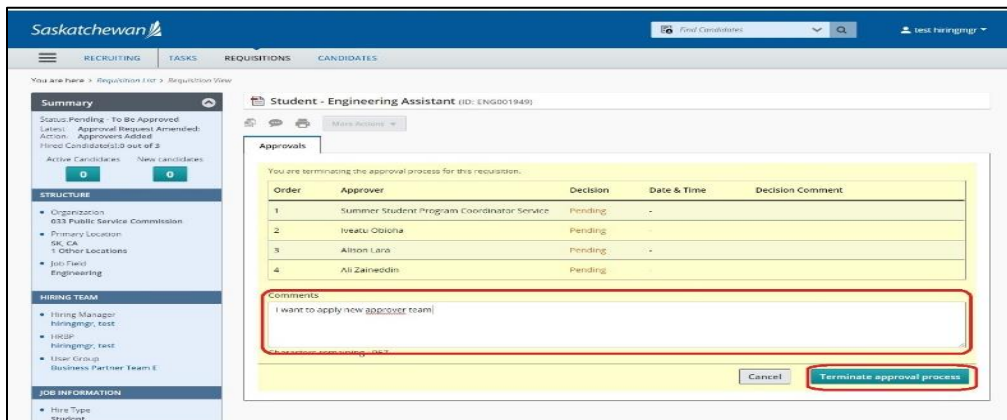 Saskatchewan
Find Candidates
test hiringmgr
RECRUITING TASKS REQUISITIONS CANDIDATES
You are here > Requisition List > Requisition View
Summary
Status: Pending - To Be Approved
Latest Action: Approval Request Amended: Approvers Added
Hired Candidate(s): 0 out of 3
Active Candidates New candidates
0 0
STRUCTURE
Organization
033 Public Service Commission
Primary Location
SK, CA
1 Other Locations
Job Field
Engineering
HIRING TEAM
Hiring Manager
hiringmgr, test
HRBP
hiringmgr, test
User Group
Business Partner Team E
JOB INFORMATION
Hire Type
Student
Student - Engineering Assistant (ID: ENG001949)
More Actions
Approvals
You are terminating the approval process for this requisition.
Order Approver Decision Date & Time Decision Comment
1 Summer Student Program Coordinator Service Pending -
2 Iveatu Obioha Pending -
3 Alison Lara Pending -
4 Ali Zaineddin Pending -
Comments
I want to apply new approver team
Characters remaining : 967
Cancel Terminate approval process